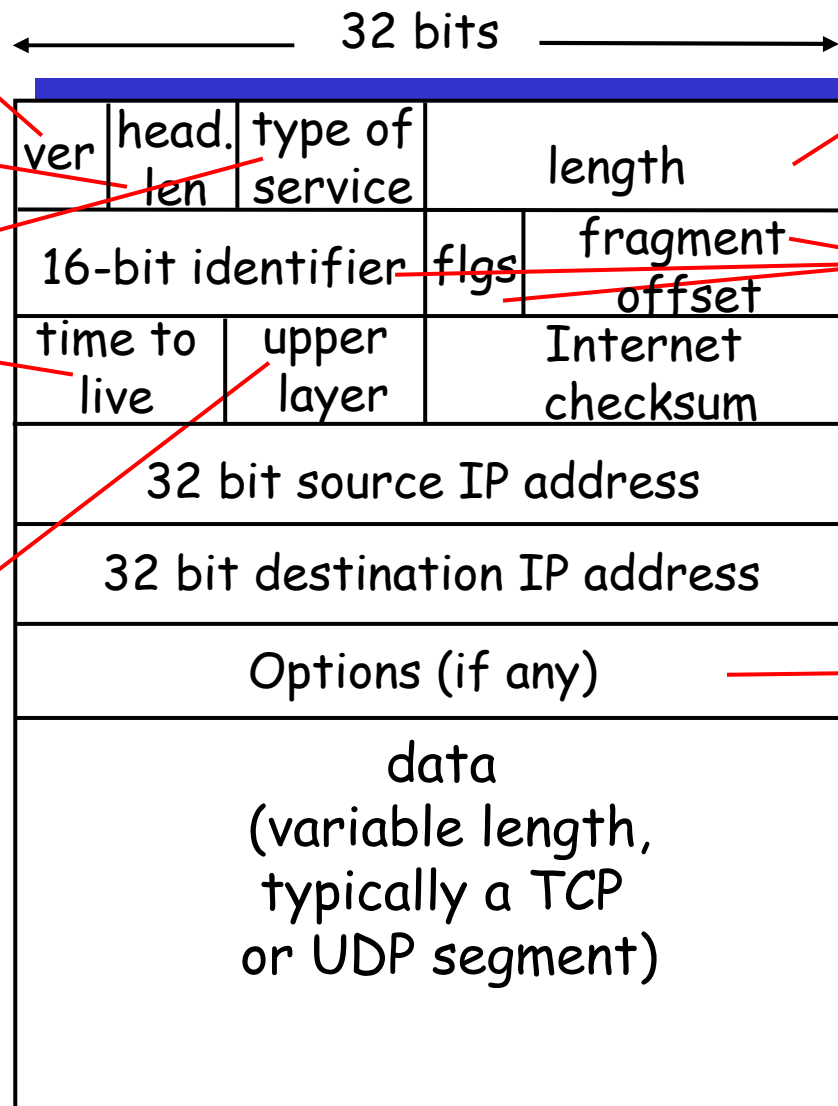 32 bits
ver
head.
len
type of
service
length
16-bit identifier
flgs
fragment
offset
time to
live
upper
layer
Internet
checksum
32 bit source IP address
32 bit destination IP address
Options (if any)
data
(variable length,
typically a TCP
or UDP segment)